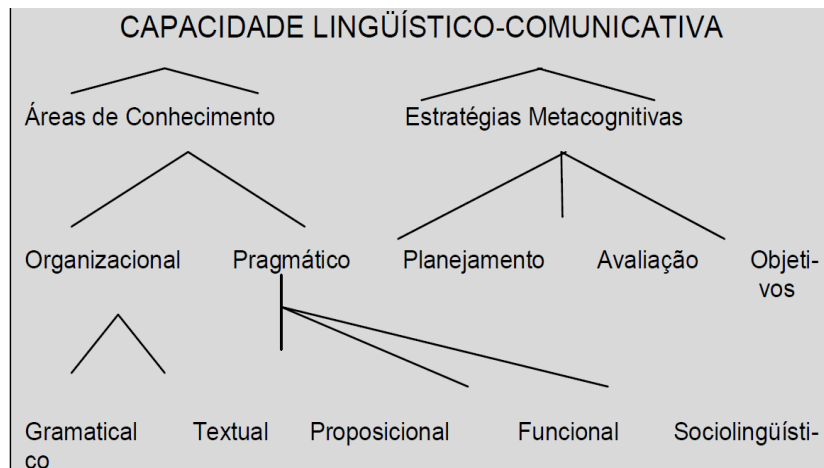 CAPACIDADE LINGÜÍSTICO-COMUNICATIVA
Áreas de Conhecimento Estratégias Metacognitivas
Organizacional Pragmático Planejamento Avaliação Objeti-
vos
Gramatical Textual Proposicional Funcional Sociolingüísti-
co